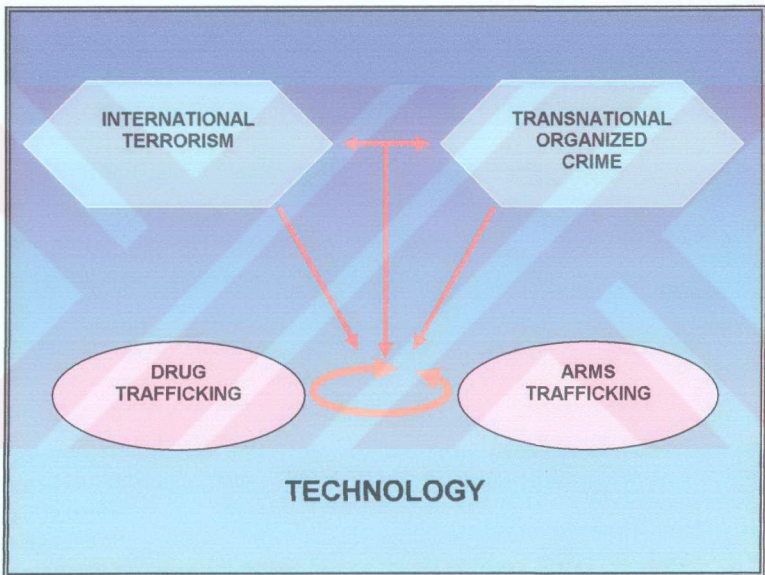 INTERNATIONAL
TERRORISM
TRANSNATIONAL
ORGANIZED
CRIME
DRUG
TRAFFICKING
ARMS
TRAFFICKING
TECHNOLOGY